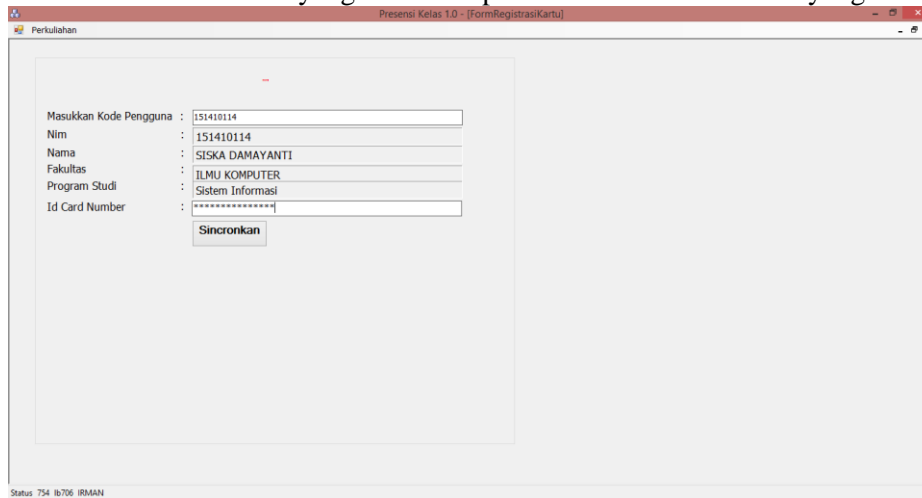 Presensi Kelas 1.0 - [FormRegistrasiKartu]
Perkuliahan
--
Masukkan Kode Pengguna : 151410114
Nim : 151410114
Nama : SISKA DAMAYANTI
Fakultas : ILMU KOMPUTER
Program Studi : Sistem Informasi
Id Card Number : ***************
Sincronkan
Status 754 lb706 IRMAN